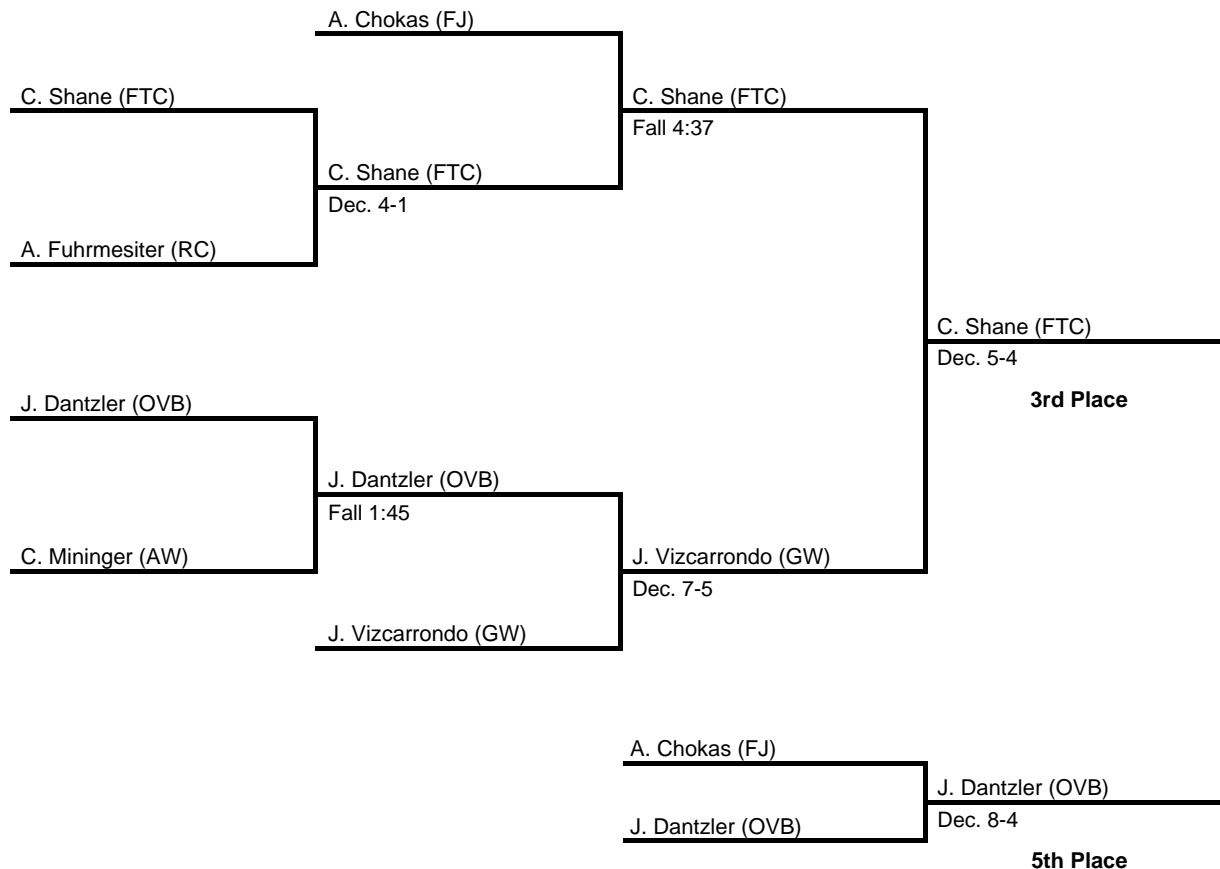 A. Chokas (FJ)
C. Shane (FTC)
C. Shane (FTC)
Fall 4:37
C. Shane (FTC)
Dec. 4-1
A. Fuhrmesiter (RC)
C. Shane (FTC)
Dec. 5-4
3rd Place
J. Dantzler (OVB)
J. Dantzler (OVB)
Fall 1:45
C. Mininger (AW)
J. Vizcarrondo (GW)
Dec. 7-5
J. Vizcarrondo (GW)
A. Chokas (FJ)
J. Dantzler (OVB)
Dec. 8-4
J. Dantzler (OVB)
5th Place